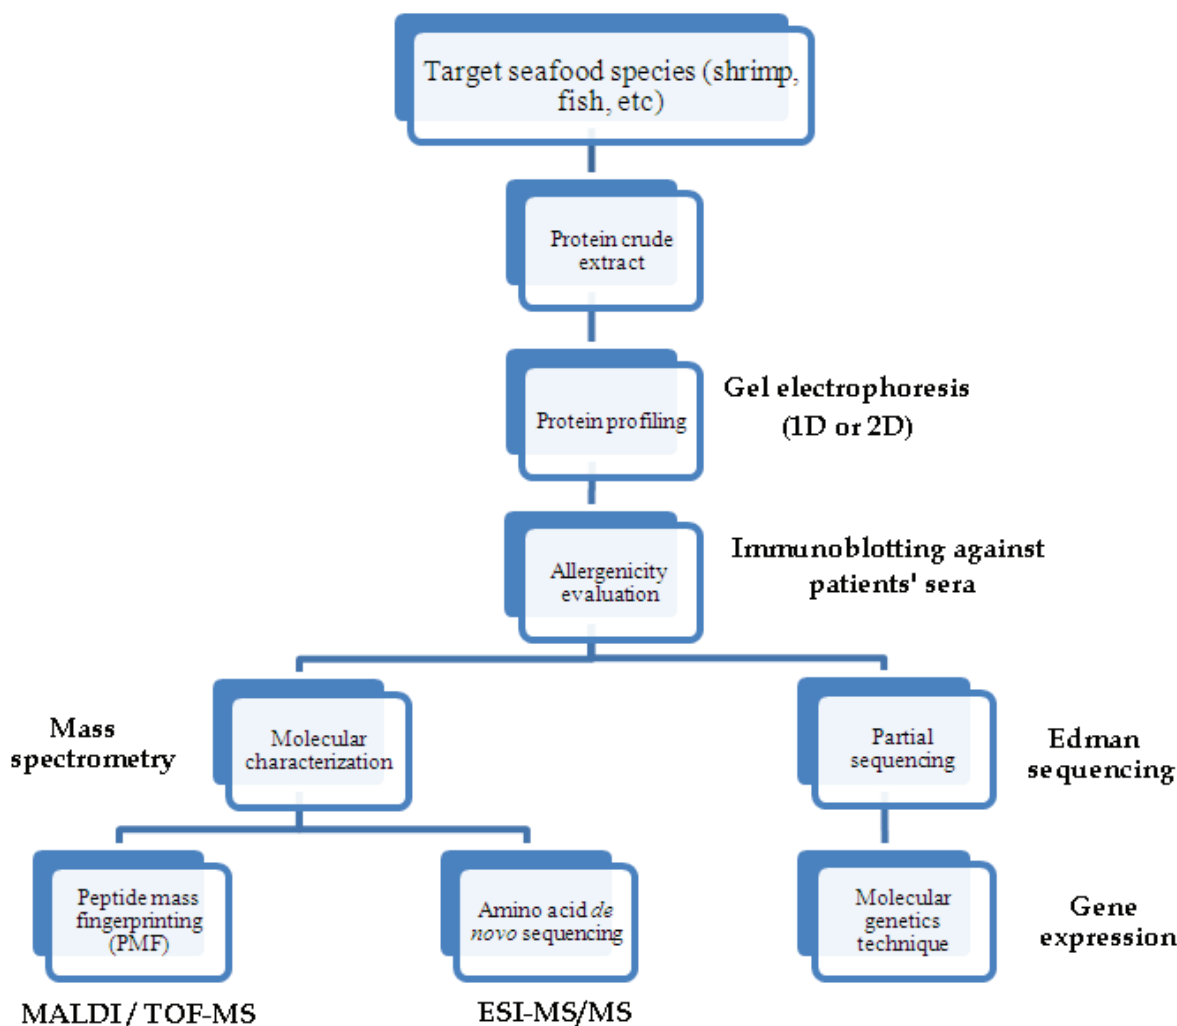 Target seafood species (shrimp,
fish, etc)
Protein crude
extract
Protein profiling
Gel electrophoresis
(1D or 2D)
Allergenicity
evaluation
Immunoblotting against
patients' sera
Mass
spectrometry
Molecular
characterization
Partial
sequencing
Edman
sequencing
Peptide mass
fingerprinting
(PMF)
MALDI / TOF-MS
Amino acid de
novo sequencing
ESI-MS/MS
Molecular
genetics
technique
Gene
expression